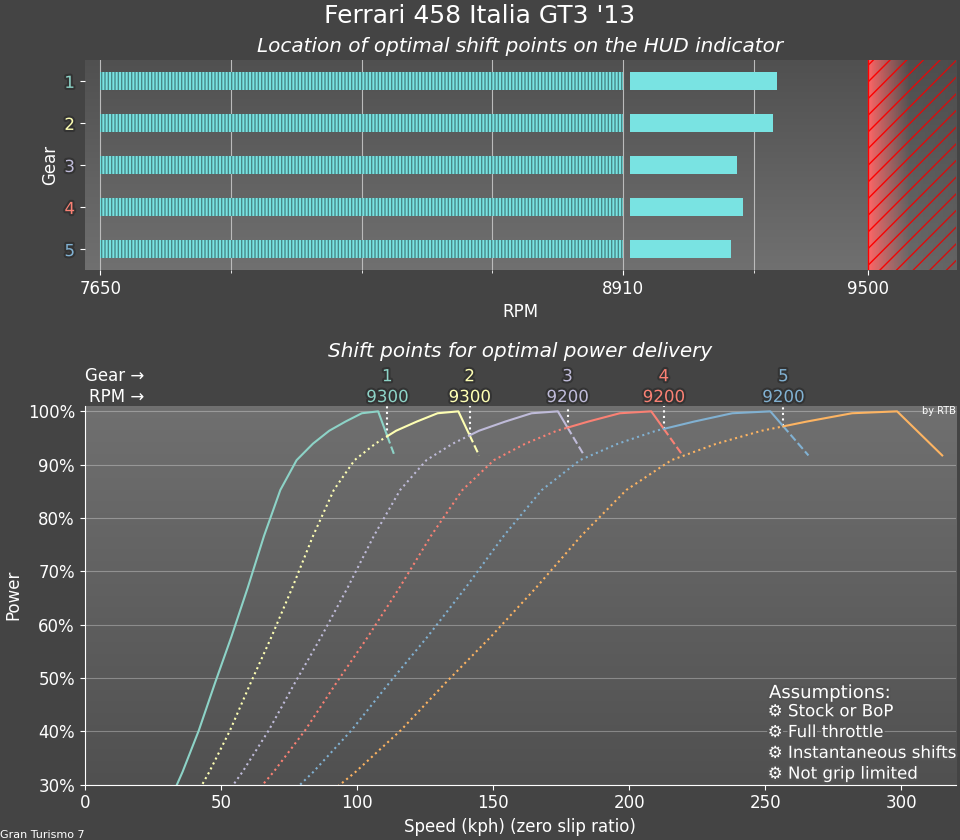 Ferrari 458 Italia GT3 '13
Location of optimal shift points on the HUD indicator
Gear
1
2
3
4
5
7650 8910 9500
RPM
Shift points for optimal power delivery
Gear → 1 2 3 4 5
RPM → 9300 9300 9200 9200 9200
by RTB
Power
100%
90%
80%
70%
60%
50%
40%
30%
Assumptions:
⚙ Stock or BoP
⚙ Full throttle
⚙ Instantaneous shifts
⚙ Not grip limited
0 50 100 150 200 250 300
Speed (kph) (zero slip ratio)
Gran Turismo 7